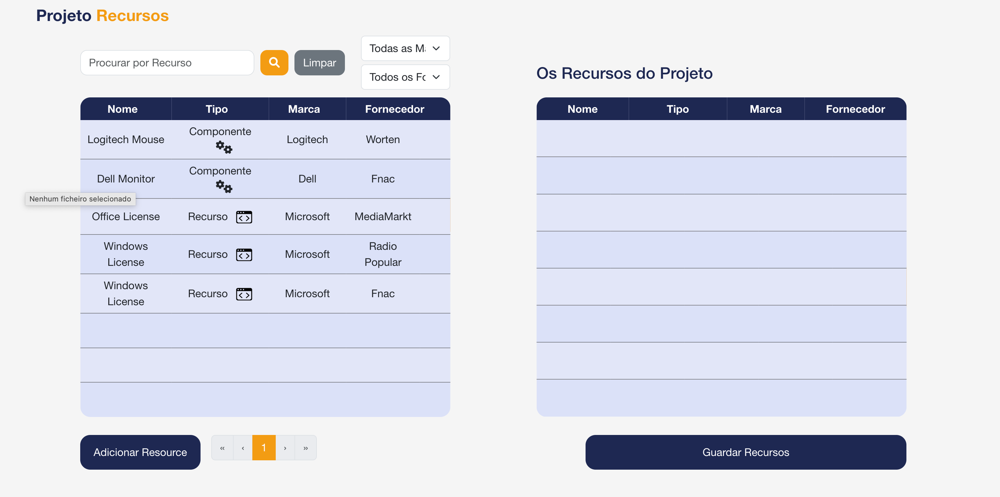 Projeto Recursos
Todas as Ma
Procurar por Recurso
Limpar
Todos os Fo
Os Recursos do Projeto
Nome Tipo Marca Fornecedor
Nome Tipo Marca Fornecedor
Logitech Mouse Componente Logitech Worten
Dell Monitor Componente Dell Fnac
Nenhum ficheiro selecionado
Office License Recurso Microsoft MediaMarkt
Windows License Recurso Microsoft Radio Popular
Windows License Recurso Microsoft Fnac
Adicionar Resource
« ‹ 1 › »
Guardar Recursos